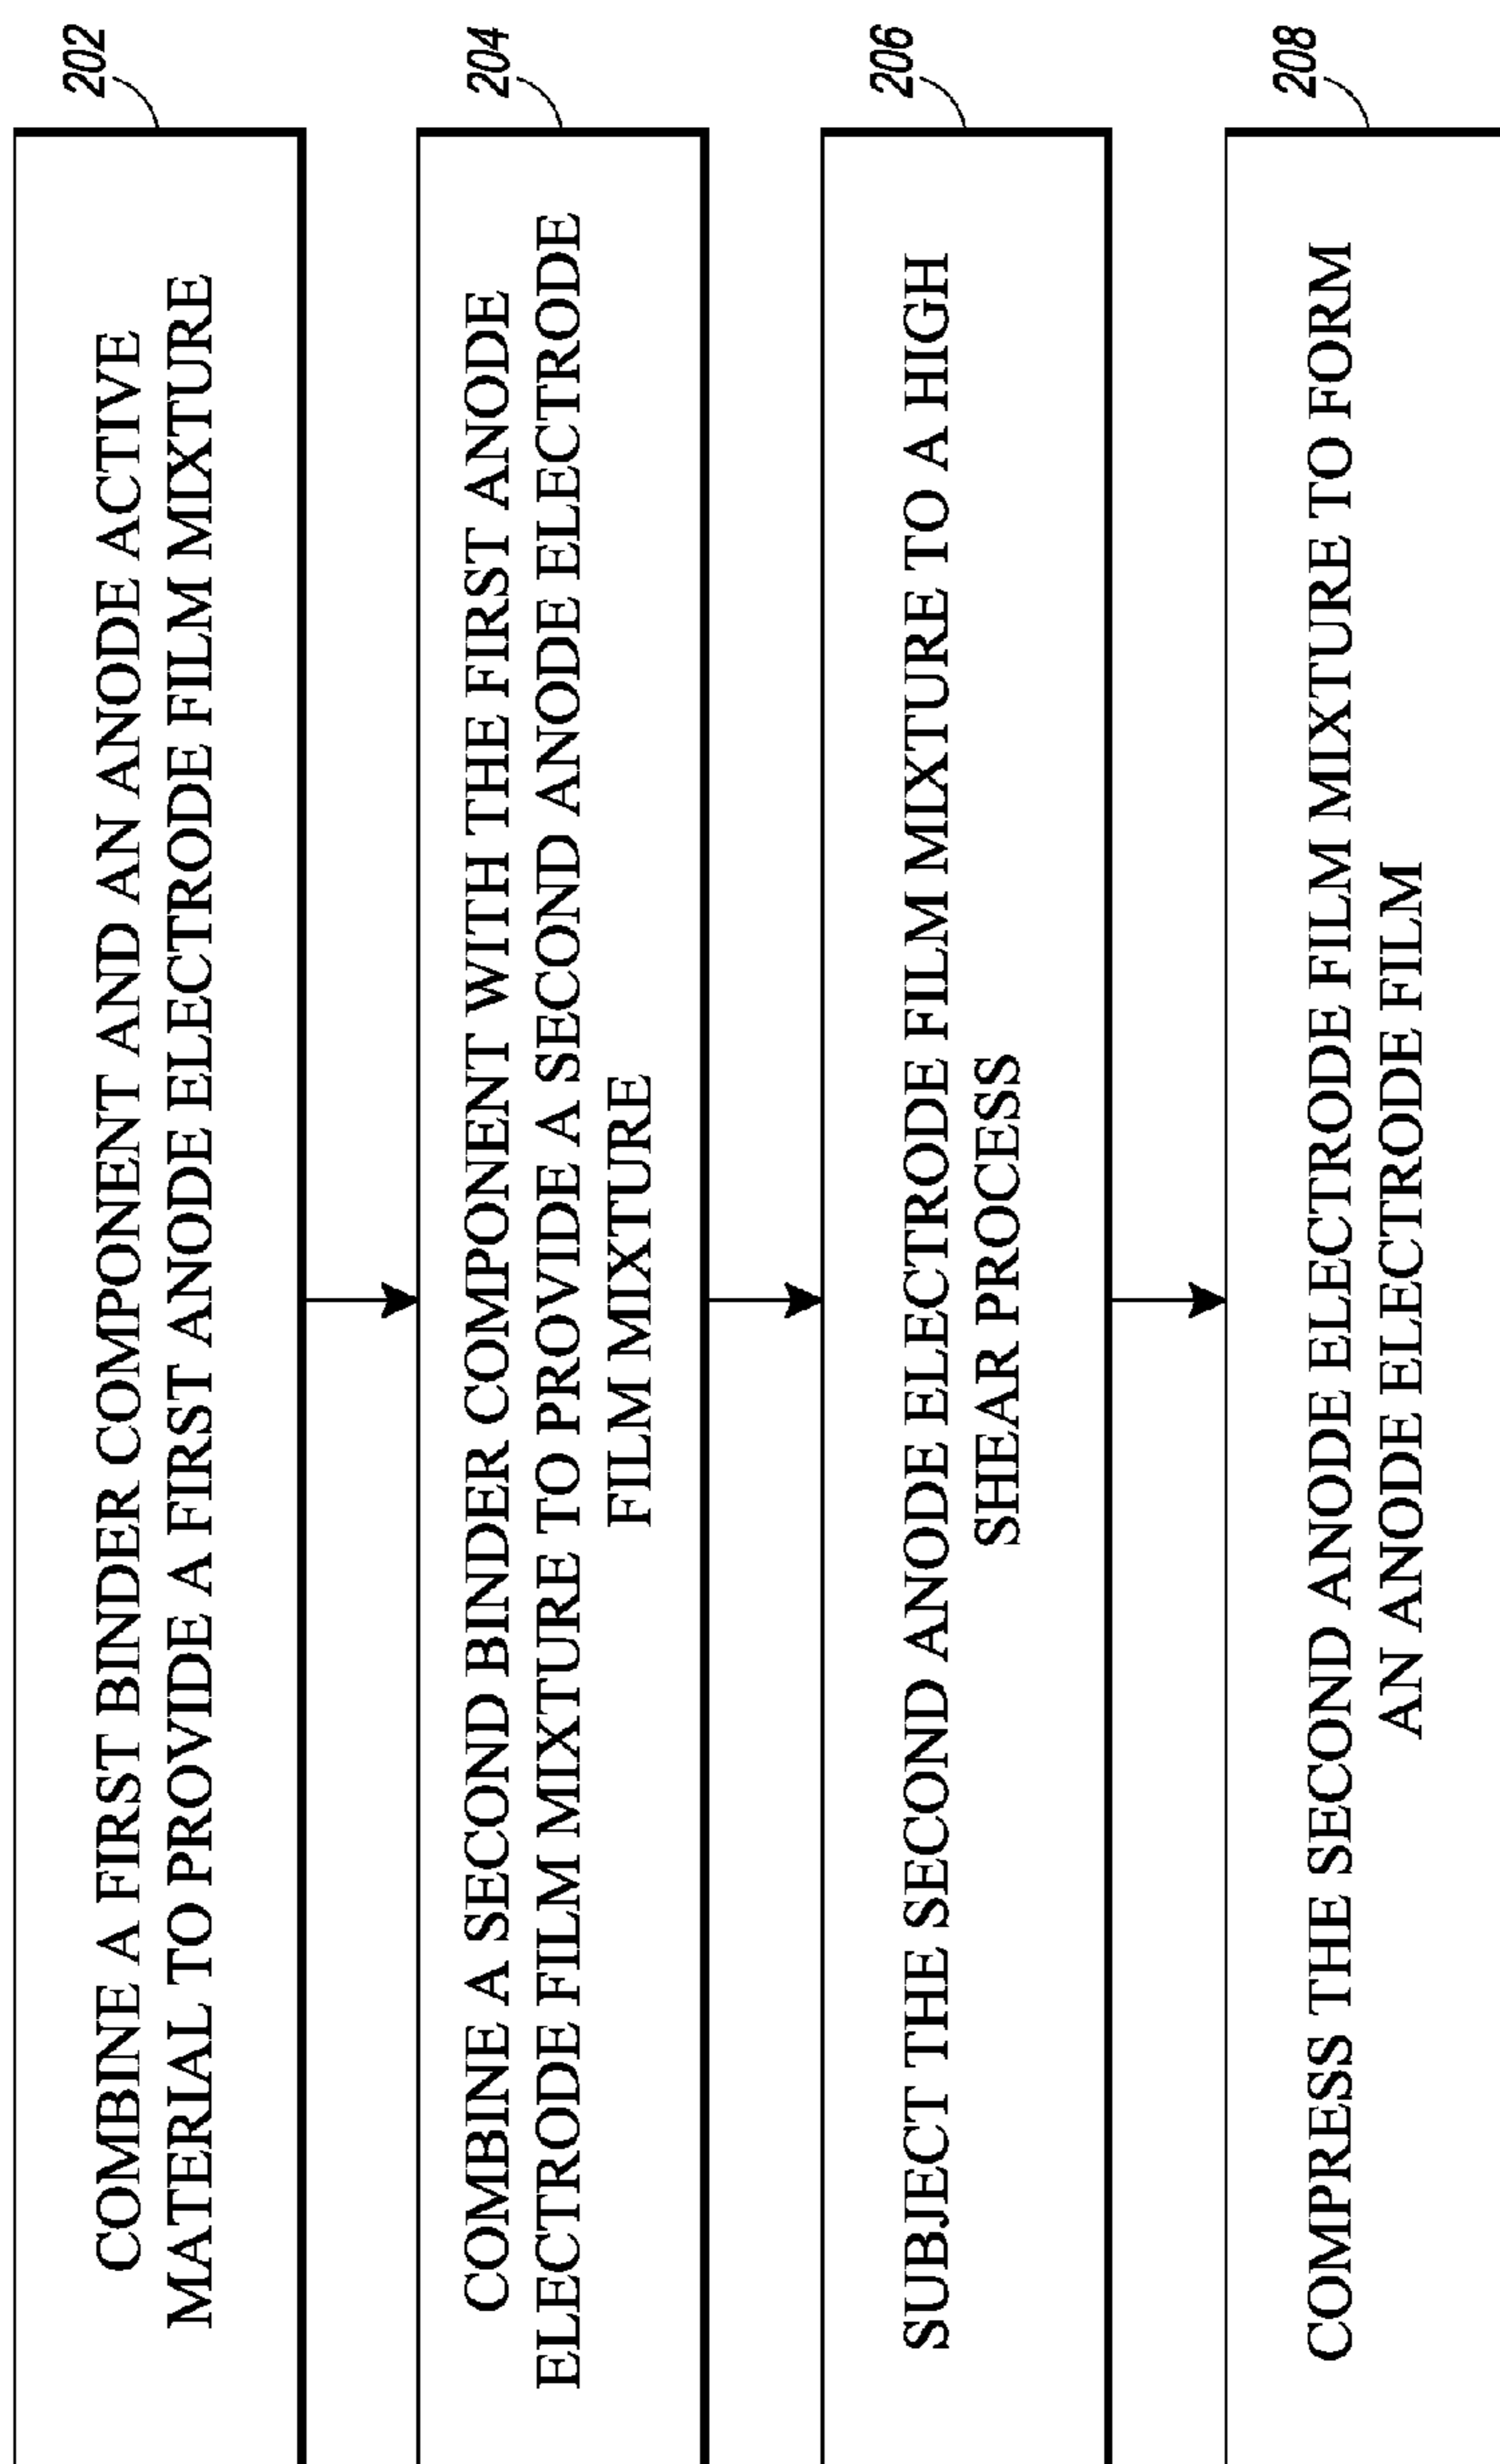 202
COMBINE A FIRST BINDER COMPONENT AND AN ANODE ACTIVE
MATERIAL TO PROVIDE A FIRST ANODE ELECTRODE FILM MIXTURE
204
COMBINE A SECOND BINDER COMPONENT WITH THE FIRST ANODE
ELECTRODE FILM MIXTURE TO PROVIDE A SECOND ANODE ELECTRODE
FILM MIXTURE
206
SUBJECT THE SECOND ANODE ELECTRODE FILM MIXTURE TO A HIGH
SHEAR PROCESS
208
COMPRESS THE SECOND ANODE ELECTRODE FILM MIXTURE TO FORM
AN ANODE ELECTRODE FILM